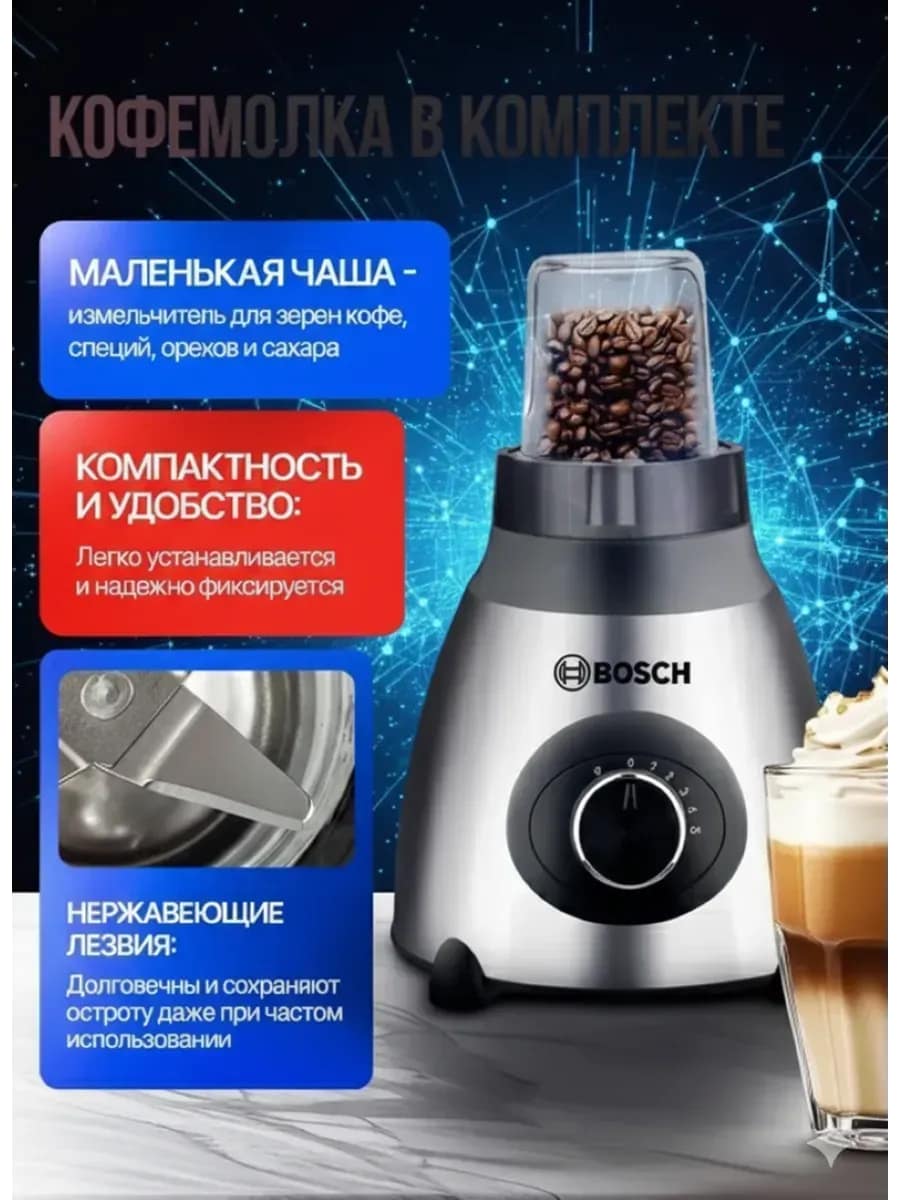 КОФЕМОЛКА В КОМПЛЕКТЕ
МАЛЕНЬКАЯ ЧАША -
измельчитель для зерен кофе,
специй, орехов и сахара
КОМПАКТНОСТЬ
И УДОБСТВО:
Легко устанавливается
и надежно фиксируется
BOSCH
НЕРЖАВЕЮЩИЕ
ЛЕЗВИЯ:
Долговечны и сохраняют
остроту даже при частом
использовании